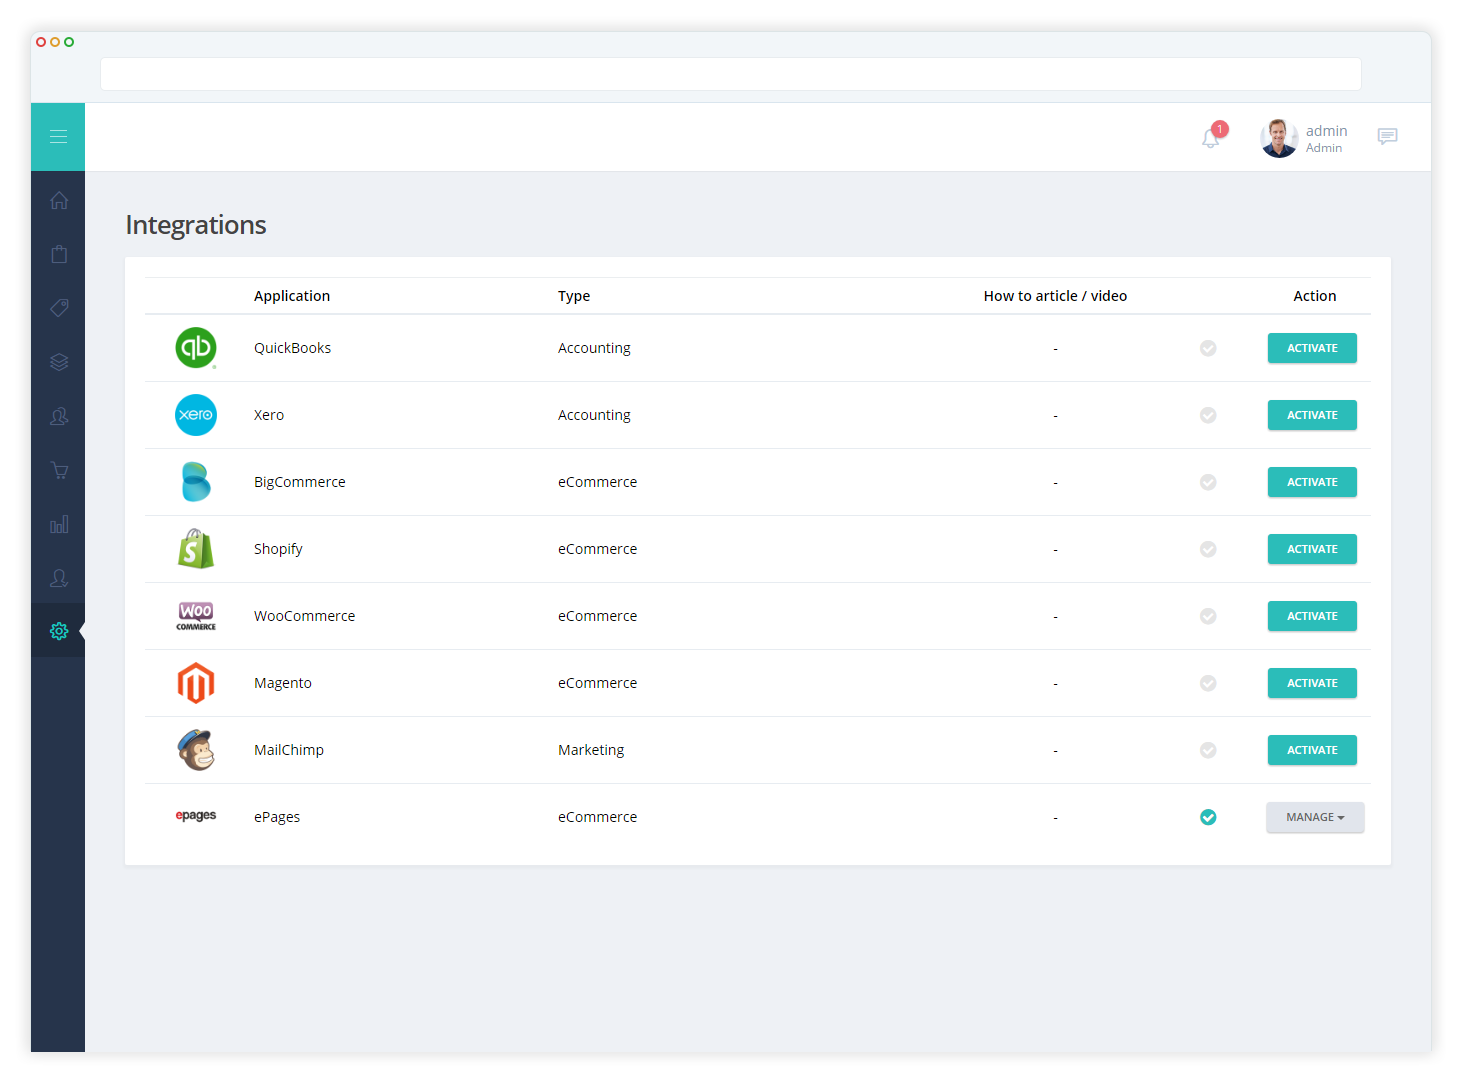 1
admin
Admin
Integrations
Application Type How to article / video Action
qb QuickBooks Accounting - ACTIVATE
xero Xero Accounting - ACTIVATE
BigCommerce eCommerce - ACTIVATE
S Shopify eCommerce - ACTIVATE
WOO COMMERCE WooCommerce eCommerce - ACTIVATE
Magento eCommerce - ACTIVATE
MailChimp Marketing - ACTIVATE
epages ePages eCommerce - MANAGE